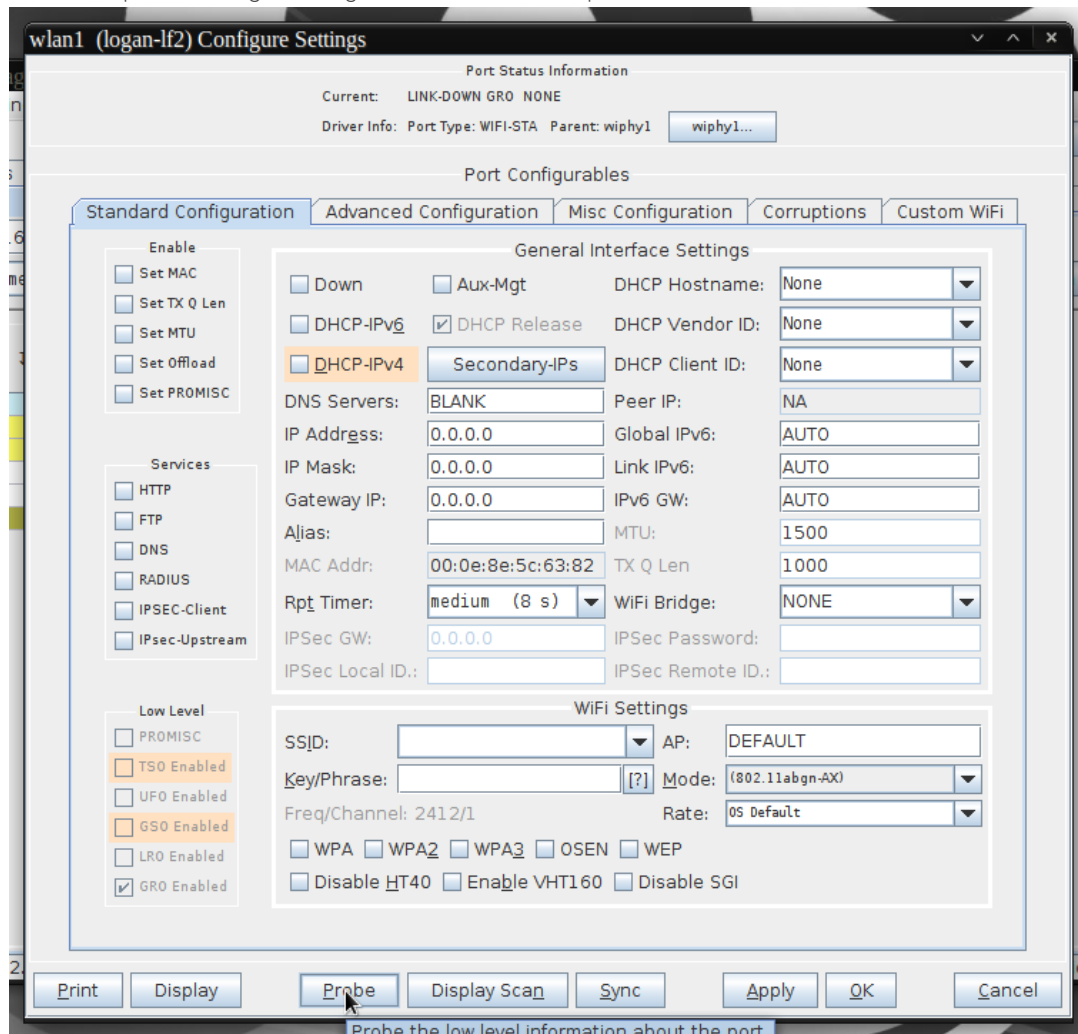 wlan1 (logan-lf2) Configure Settings
Port Status Information
Current: LINK-DOWN GRO NONE
Driver Info: Port Type: WIFI-STA Parent: wiphy1 wiphy1...
Port Configurables
Standard Configuration Advanced Configuration Misc Configuration Corruptions Custom WiFi
Enable
Set MAC
Set TX Q Len
Set MTU
Set Offload
Set PROMISC
Services
HTTP
FTP
DNS
RADIUS
IPSEC-Client
IPsec-Upstream
Low Level
PROMISC
TSO Enabled
UFO Enabled
GSO Enabled
LRO Enabled
GRO Enabled
General Interface Settings
Down Aux-Mgt DHCP Hostname: None
DHCP-IPv6 DHCP Release DHCP Vendor ID: None
DHCP-IPv4 Secondary-IPs DHCP Client ID: None
DNS Servers: BLANK Peer IP: NA
IP Address: 0.0.0.0 Global IPv6: AUTO
IP Mask: 0.0.0.0 Link IPv6: AUTO
Gateway IP: 0.0.0.0 IPv6 GW: AUTO
Alias: MTU: 1500
MAC Addr: 00:0e:8e:5c:63:82 TX Q Len 1000
Rpt Timer: medium (8 s) WiFi Bridge: NONE
IPSec GW: 0.0.0.0 IPSec Password:
IPSec Local ID.: IPSec Remote ID.:
WiFi Settings
SSID: AP: DEFAULT
Key/Phrase: [?] Mode: (802.11abgn-AX)
Freq/Channel: 2412/1 Rate: OS Default
WPA WPA2 WPA3 OSEN WEP
Disable HT40 Enable VHT160 Disable SGI
Print Display Probe Display Scan Sync Apply OK Cancel
Probe the low level information about the port